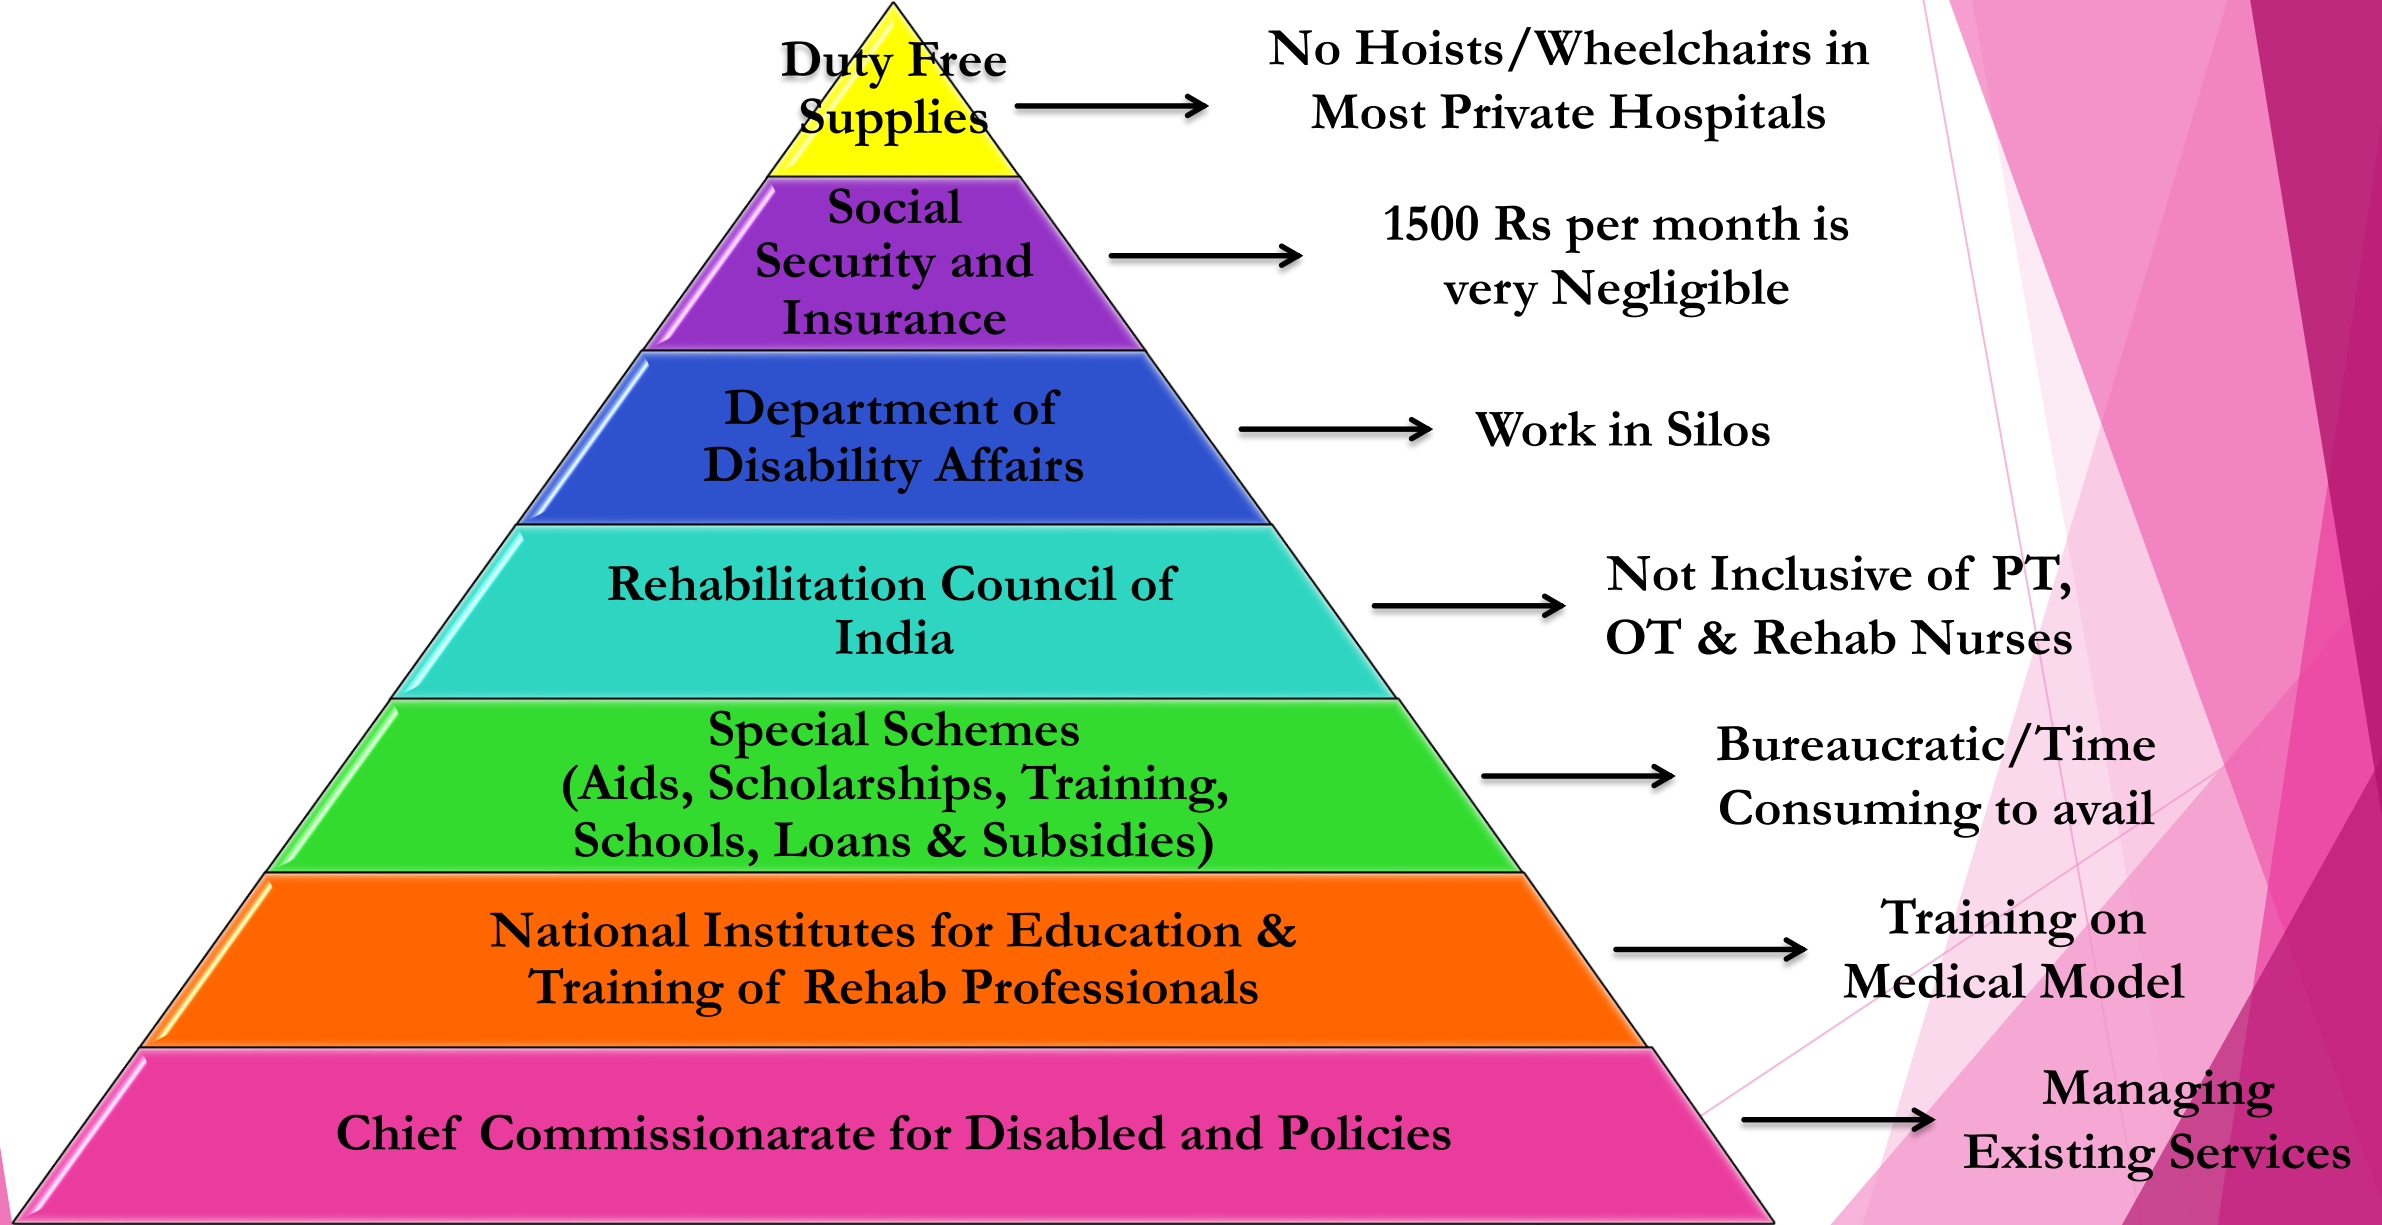 Duty Free
Supplies
No Hoists/Wheelchairs in
Most Private Hospitals
Social
Security and
Insurance
1500 Rs per month is
very Negligible
Department of
Disability Affairs
Work in Silos
Rehabilitation Council of
India
Not Inclusive of PT,
OT & Rehab Nurses
Special Schemes
(Aids, Scholarships, Training,
Schools, Loans & Subsidies)
Bureaucratic/Time
Consuming to avail
National Institutes for Education &
Training of Rehab Professionals
Training on
Medical Model
Chief Commissionarate for Disabled and Policies
Managing
Existing Services